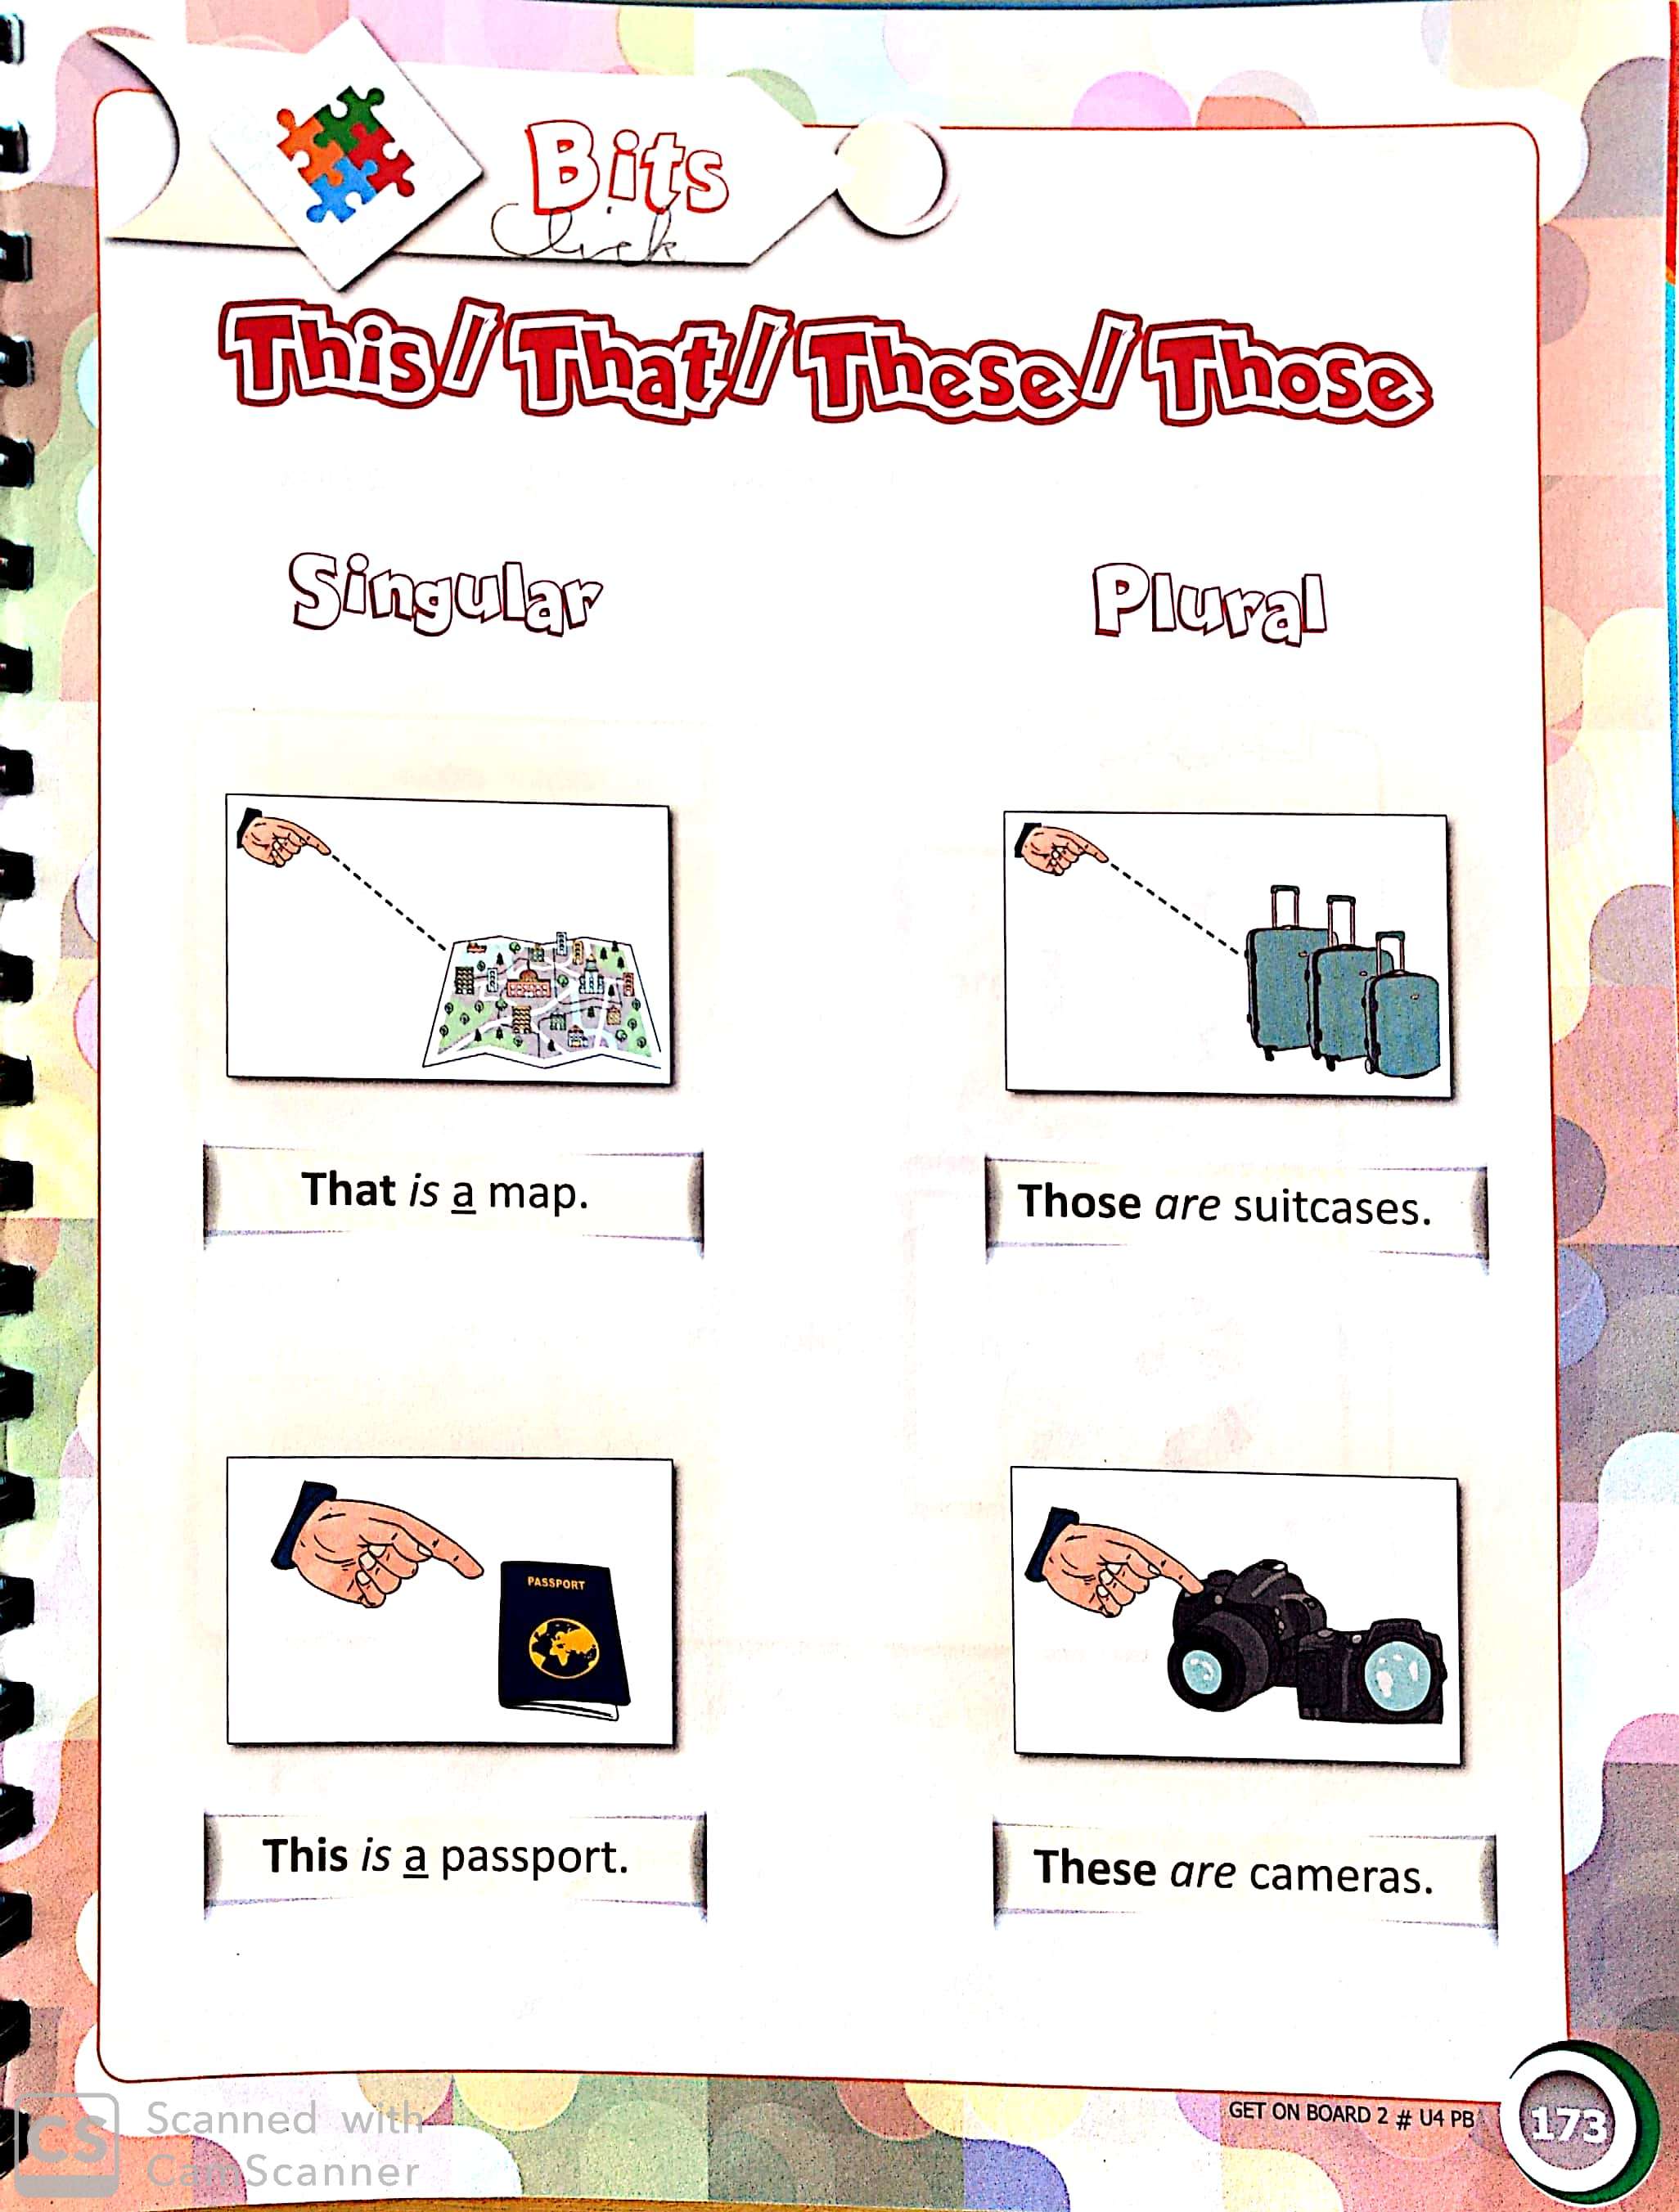 Bits
Click
This / That / These / Those
Singular Plural
That is a map. Those are suitcases.
PASSPORT
This is a passport. These are cameras.
GET ON BOARD 2 # U4 PB 173
CS Scanned with
CamScanner